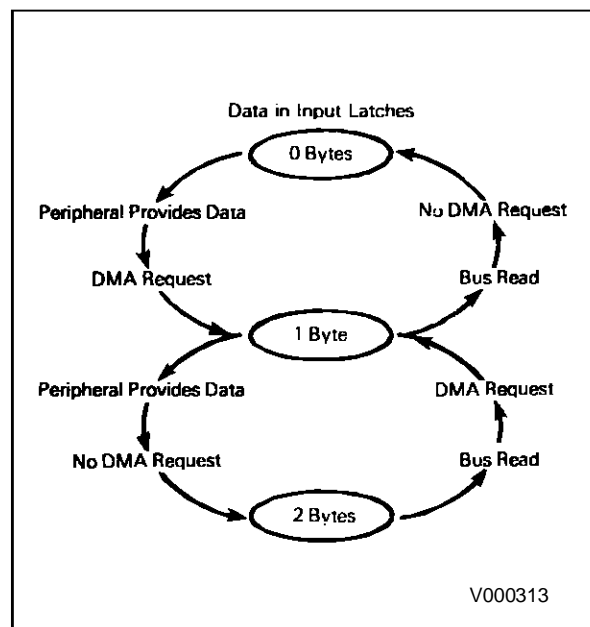 Data in Input Latches
0 Bytes
Peripheral Provides Data
No DMA Request
DMA Request
Bus Read
1 Byte
Peripheral Provides Data
DMA Request
No DMA Request
Bus Read
2 Bytes
V000313